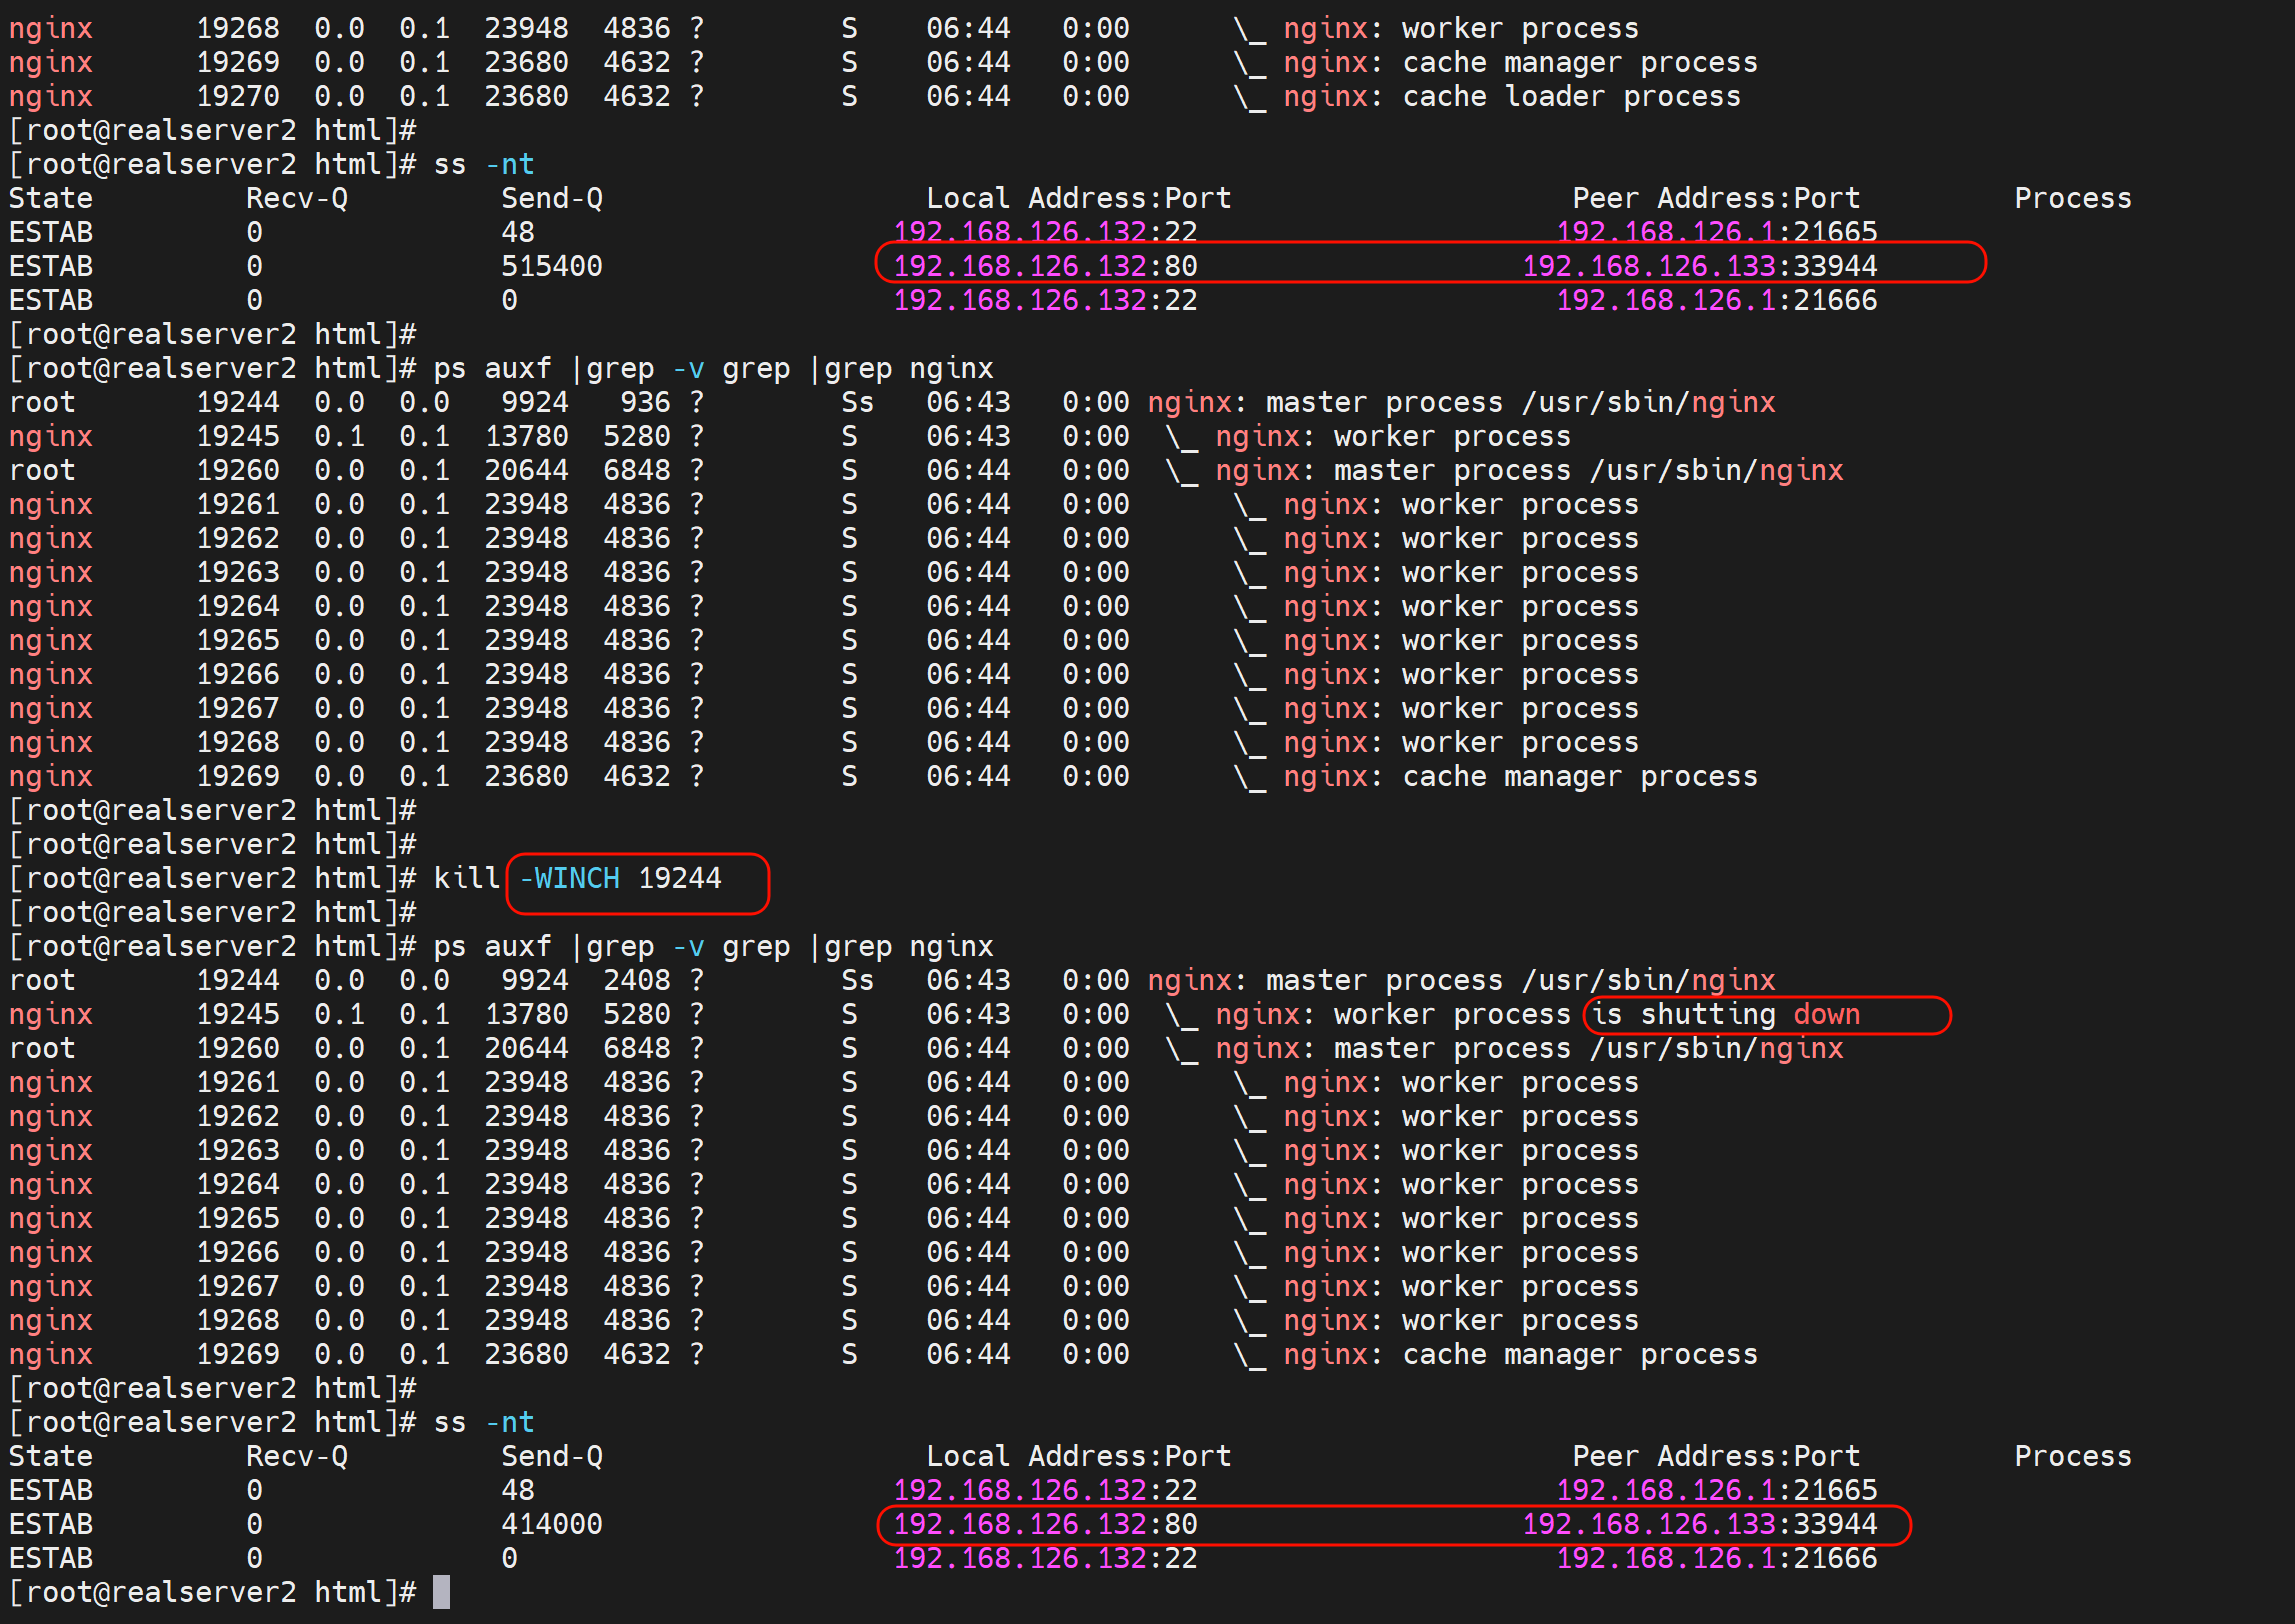 nginx      19268  0.0  0.1  23948  4836 ?        S    06:44   0:00      \_ nginx: worker process
nginx      19269  0.0  0.1  23680  4632 ?        S    06:44   0:00      \_ nginx: cache manager process
nginx      19270  0.0  0.1  23680  4632 ?        S    06:44   0:00      \_ nginx: cache loader process
[root@realserver2 html]#
[root@realserver2 html]# ss -nt
State         Recv-Q         Send-Q                   Local Address:Port                    Peer Address:Port         Process
ESTAB         0              48                     192.168.126.132:22                     192.168.126.1:21665
ESTAB         0              515400                 192.168.126.132:80                   192.168.126.133:33944
ESTAB         0              0                      192.168.126.132:22                     192.168.126.1:21666
[root@realserver2 html]#
[root@realserver2 html]# ps auxf |grep -v grep |grep nginx
root       19244  0.0  0.0   9924   936 ?        Ss   06:43   0:00 nginx: master process /usr/sbin/nginx
nginx      19245  0.1  0.1  13780  5280 ?        S    06:43   0:00  \_ nginx: worker process
root       19260  0.0  0.1  20644  6848 ?        S    06:44   0:00  \_ nginx: master process /usr/sbin/nginx
nginx      19261  0.0  0.1  23948  4836 ?        S    06:44   0:00      \_ nginx: worker process
nginx      19262  0.0  0.1  23948  4836 ?        S    06:44   0:00      \_ nginx: worker process
nginx      19263  0.0  0.1  23948  4836 ?        S    06:44   0:00      \_ nginx: worker process
nginx      19264  0.0  0.1  23948  4836 ?        S    06:44   0:00      \_ nginx: worker process
nginx      19265  0.0  0.1  23948  4836 ?        S    06:44   0:00      \_ nginx: worker process
nginx      19266  0.0  0.1  23948  4836 ?        S    06:44   0:00      \_ nginx: worker process
nginx      19267  0.0  0.1  23948  4836 ?        S    06:44   0:00      \_ nginx: worker process
nginx      19268  0.0  0.1  23948  4836 ?        S    06:44   0:00      \_ nginx: worker process
nginx      19269  0.0  0.1  23680  4632 ?        S    06:44   0:00      \_ nginx: cache manager process
[root@realserver2 html]#
[root@realserver2 html]#
[root@realserver2 html]# kill -WINCH 19244
[root@realserver2 html]#
[root@realserver2 html]# ps auxf |grep -v grep |grep nginx
root       19244  0.0  0.0   9924  2408 ?        Ss   06:43   0:00 nginx: master process /usr/sbin/nginx
nginx      19245  0.1  0.1  13780  5280 ?        S    06:43   0:00  \_ nginx: worker process is shutting down
root       19260  0.0  0.1  20644  6848 ?        S    06:44   0:00  \_ nginx: master process /usr/sbin/nginx
nginx      19261  0.0  0.1  23948  4836 ?        S    06:44   0:00      \_ nginx: worker process
nginx      19262  0.0  0.1  23948  4836 ?        S    06:44   0:00      \_ nginx: worker process
nginx      19263  0.0  0.1  23948  4836 ?        S    06:44   0:00      \_ nginx: worker process
nginx      19264  0.0  0.1  23948  4836 ?        S    06:44   0:00      \_ nginx: worker process
nginx      19265  0.0  0.1  23948  4836 ?        S    06:44   0:00      \_ nginx: worker process
nginx      19266  0.0  0.1  23948  4836 ?        S    06:44   0:00      \_ nginx: worker process
nginx      19267  0.0  0.1  23948  4836 ?        S    06:44   0:00      \_ nginx: worker process
nginx      19268  0.0  0.1  23948  4836 ?        S    06:44   0:00      \_ nginx: worker process
nginx      19269  0.0  0.1  23680  4632 ?        S    06:44   0:00      \_ nginx: cache manager process
[root@realserver2 html]#
[root@realserver2 html]# ss -nt
State         Recv-Q         Send-Q                   Local Address:Port                    Peer Address:Port         Process
ESTAB         0              48                     192.168.126.132:22                     192.168.126.1:21665
ESTAB         0              414000                 192.168.126.132:80                   192.168.126.133:33944
ESTAB         0              0                      192.168.126.132:22                     192.168.126.1:21666
[root@realserver2 html]#